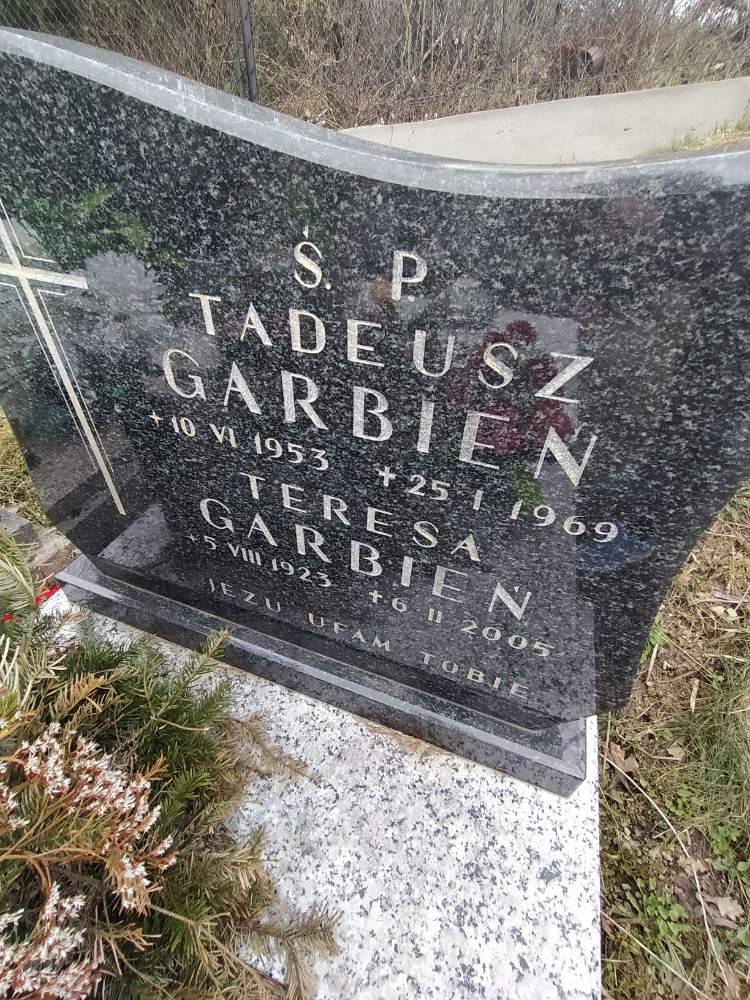 Ś. P.
TADEUSZ
GARBIEŃ
+10 VI 1953 +25 I 1969
TERESA
GARBIEŃ
+5 VIII 1923 +6 II 2005
JEZU UFAM TOBIE